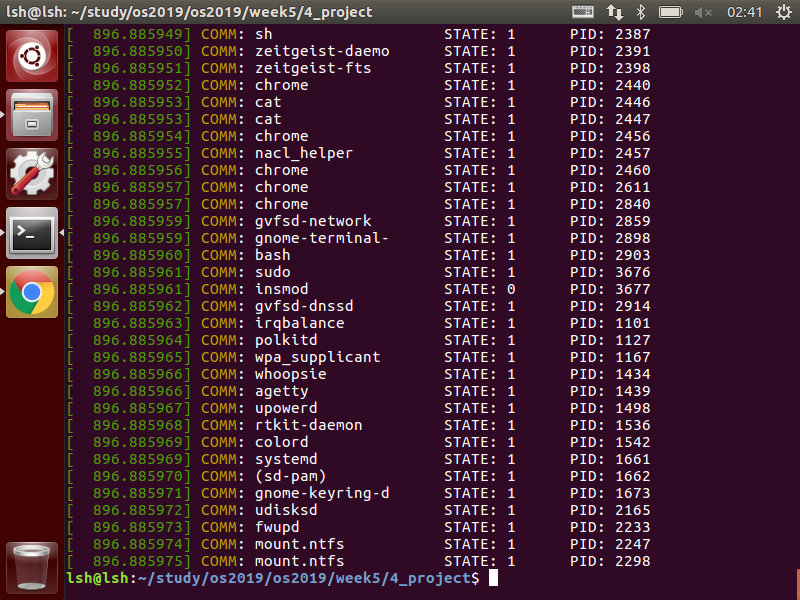 lsh@lsh: ~/study/os2019/os2019/week5/4_project 02:41
[  896.885949] COMM: sh STATE: 1 PID: 2387
[  896.885950] COMM: zeitgeist-daemo STATE: 1 PID: 2391
[  896.885951] COMM: zeitgeist-fts STATE: 1 PID: 2398
[  896.885952] COMM: chrome STATE: 1 PID: 2440
[  896.885953] COMM: cat STATE: 1 PID: 2446
[  896.885953] COMM: cat STATE: 1 PID: 2447
[  896.885954] COMM: chrome STATE: 1 PID: 2456
[  896.885955] COMM: nacl_helper STATE: 1 PID: 2457
[  896.885956] COMM: chrome STATE: 1 PID: 2460
[  896.885957] COMM: chrome STATE: 1 PID: 2611
[  896.885957] COMM: chrome STATE: 1 PID: 2840
[  896.885959] COMM: gvfsd-network STATE: 1 PID: 2859
[  896.885959] COMM: gnome-terminal- STATE: 1 PID: 2898
[  896.885960] COMM: bash STATE: 1 PID: 2903
[  896.885961] COMM: sudo STATE: 1 PID: 3676
[  896.885961] COMM: insmod STATE: 0 PID: 3677
[  896.885962] COMM: gvfsd-dnssd STATE: 1 PID: 2914
[  896.885963] COMM: irqbalance STATE: 1 PID: 1101
[  896.885964] COMM: polkitd STATE: 1 PID: 1127
[  896.885965] COMM: wpa_supplicant STATE: 1 PID: 1167
[  896.885966] COMM: whoopsie STATE: 1 PID: 1434
[  896.885966] COMM: agetty STATE: 1 PID: 1439
[  896.885967] COMM: upowerd STATE: 1 PID: 1498
[  896.885968] COMM: rtkit-daemon STATE: 1 PID: 1536
[  896.885969] COMM: colord STATE: 1 PID: 1542
[  896.885969] COMM: systemd STATE: 1 PID: 1661
[  896.885970] COMM: (sd-pam) STATE: 1 PID: 1662
[  896.885971] COMM: gnome-keyring-d STATE: 1 PID: 1673
[  896.885972] COMM: udisksd STATE: 1 PID: 2165
[  896.885973] COMM: fwupd STATE: 1 PID: 2233
[  896.885974] COMM: mount.ntfs STATE: 1 PID: 2247
[  896.885975] COMM: mount.ntfs STATE: 1 PID: 2298
lsh@lsh:~/study/os2019/os2019/week5/4_project$